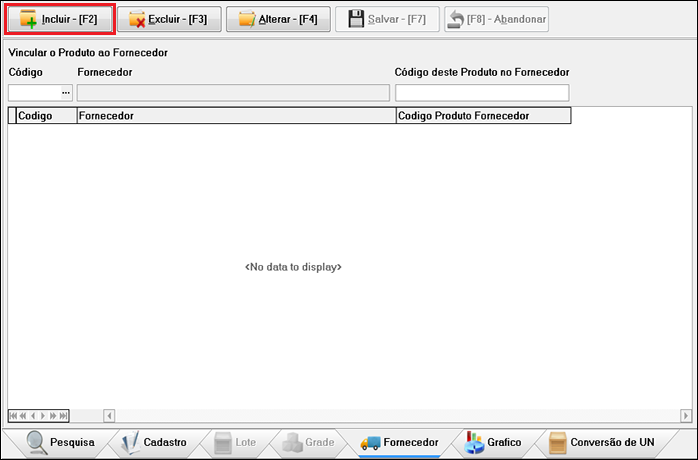 Incluir - [F2] Excluir - [F3] Alterar - [F4] Salvar - [F7] [F8] - Abandonar
Vincular o Produto ao Fornecedor
Código Fornecedor Código deste Produto no Fornecedor
...
Codigo Fornecedor Codigo Produto Fornecedor
<No data to display>
Pesquisa Cadastro Lote Grade Fornecedor Grafico Conversão de UN